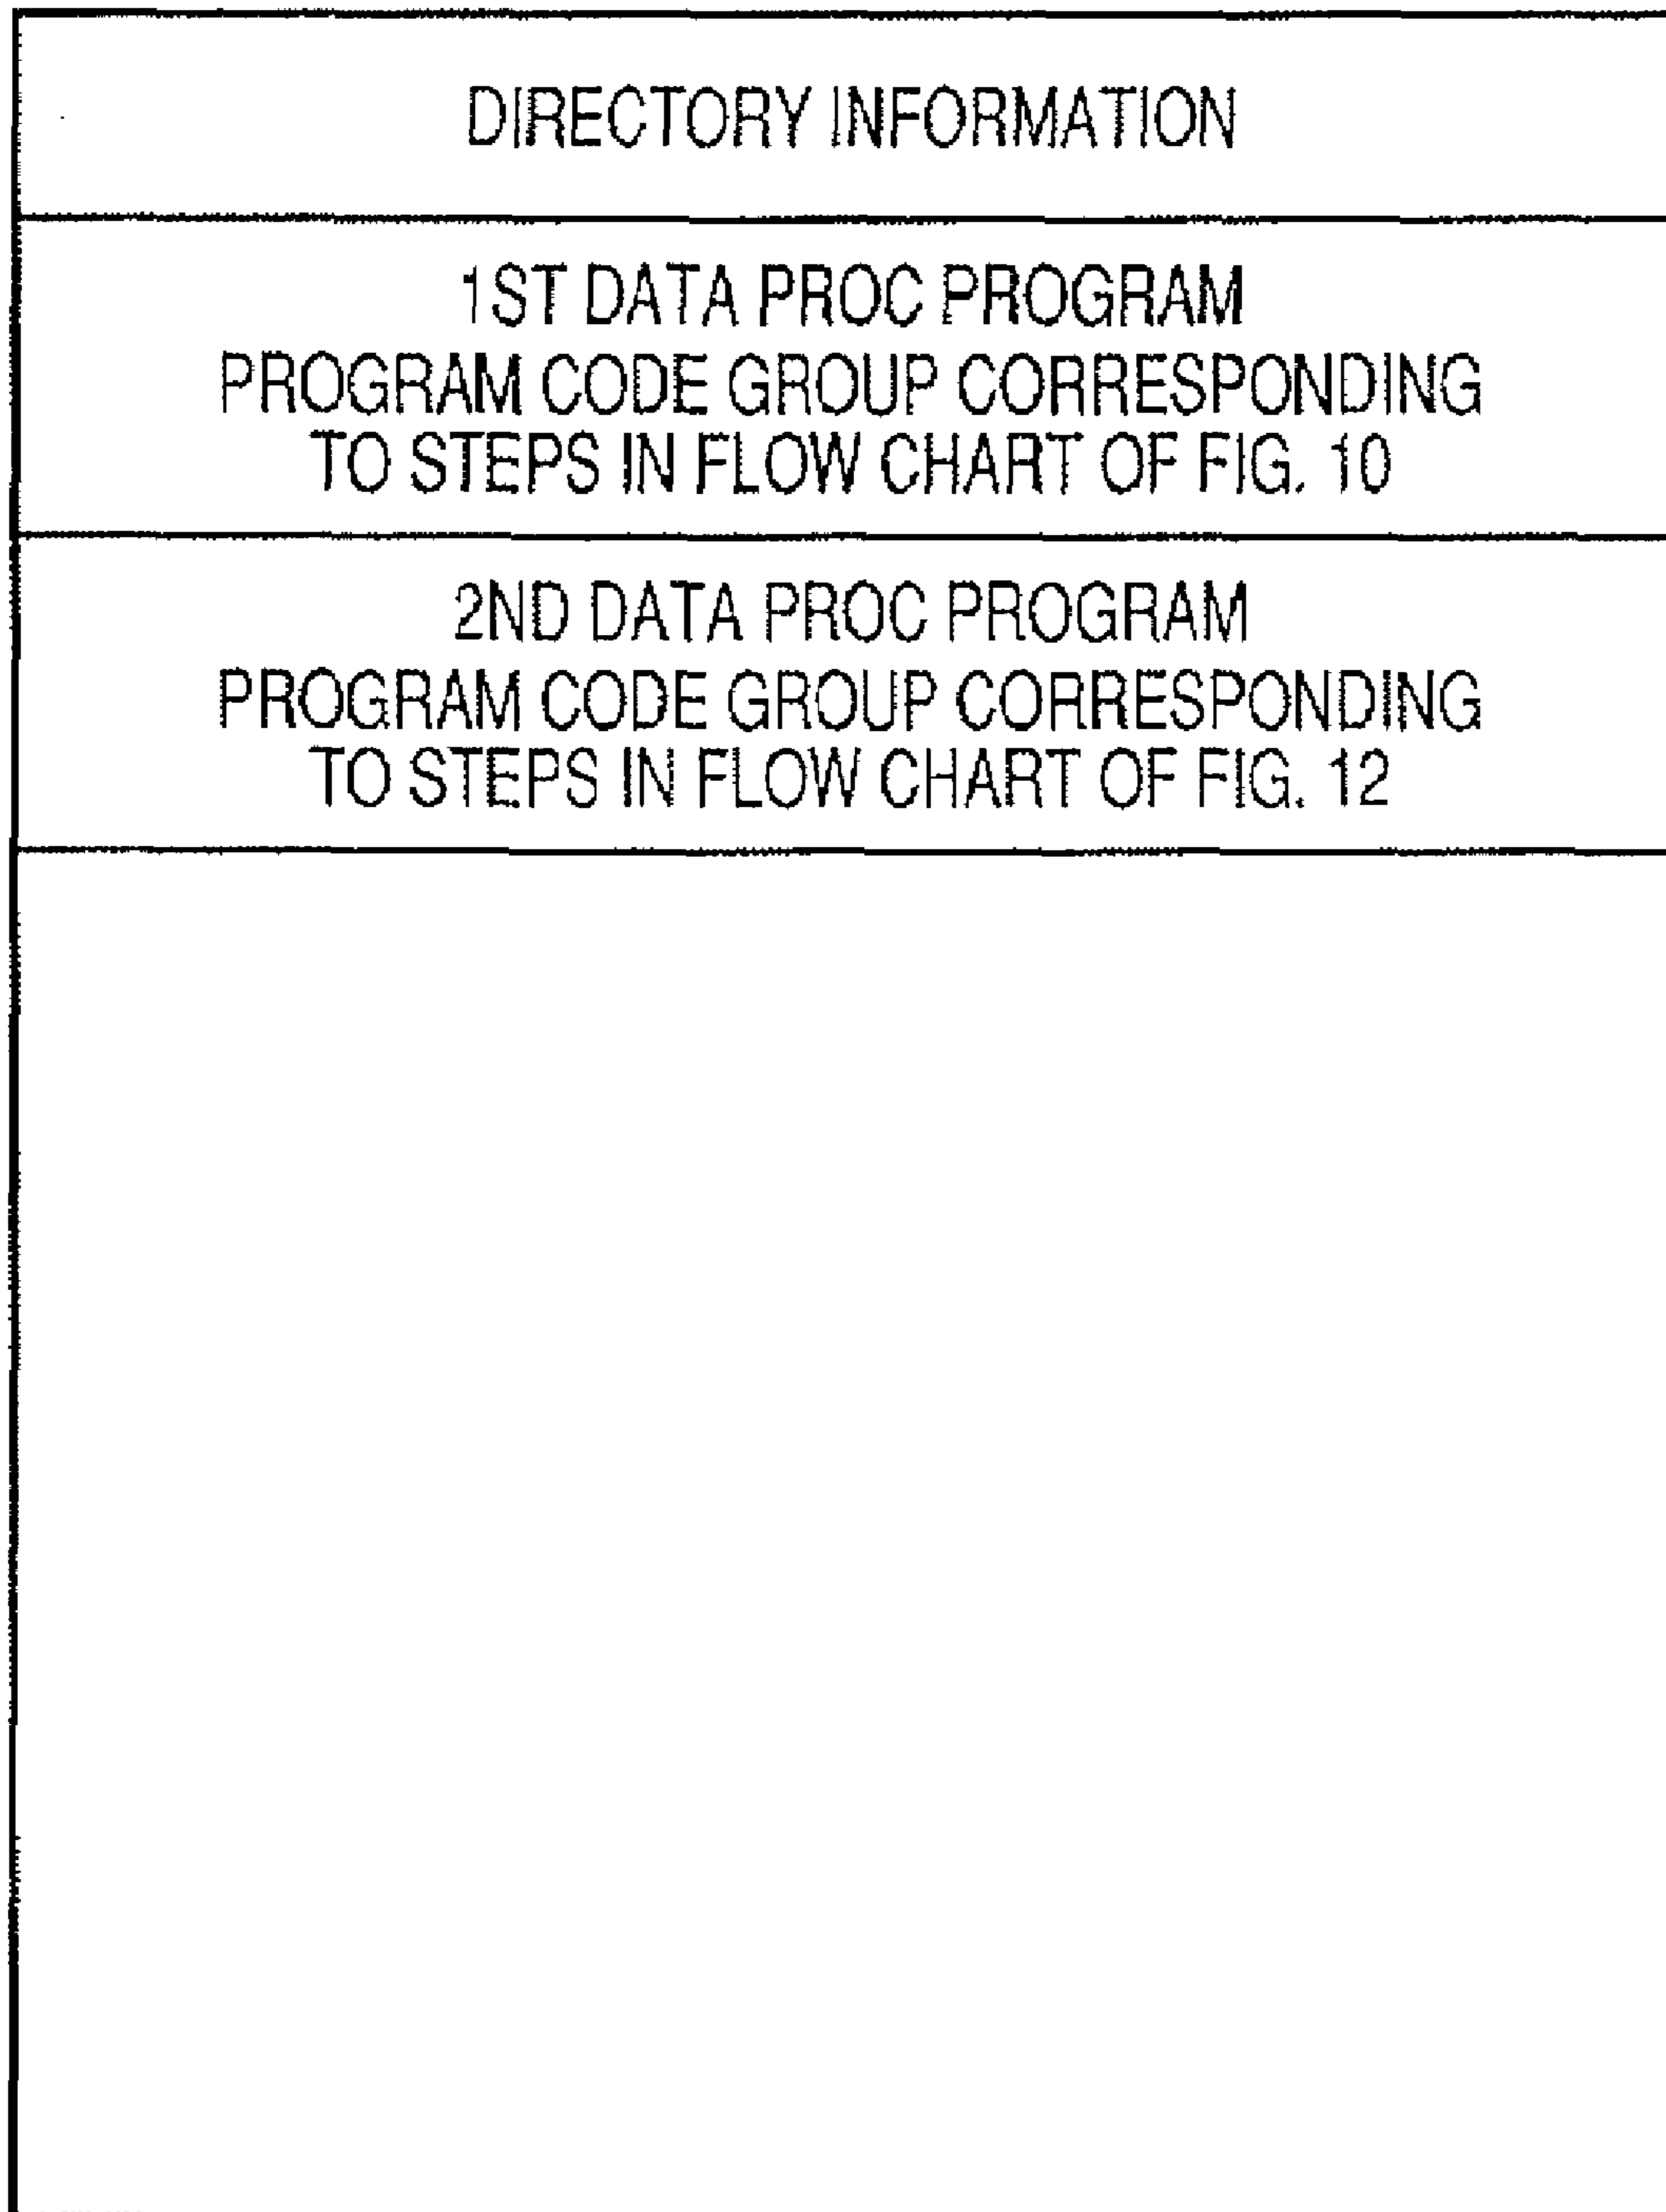 DIRECTORY INFORMATION
1ST DATA PROC PROGRAM
PROGRAM CODE GROUP CORRESPONDING
TO STEPS IN FLOW CHART OF FIG. 10
2ND DATA PROC PROGRAM
PROGRAM CODE GROUP CORRESPONDING
TO STEPS IN FLOW CHART OF FIG. 12